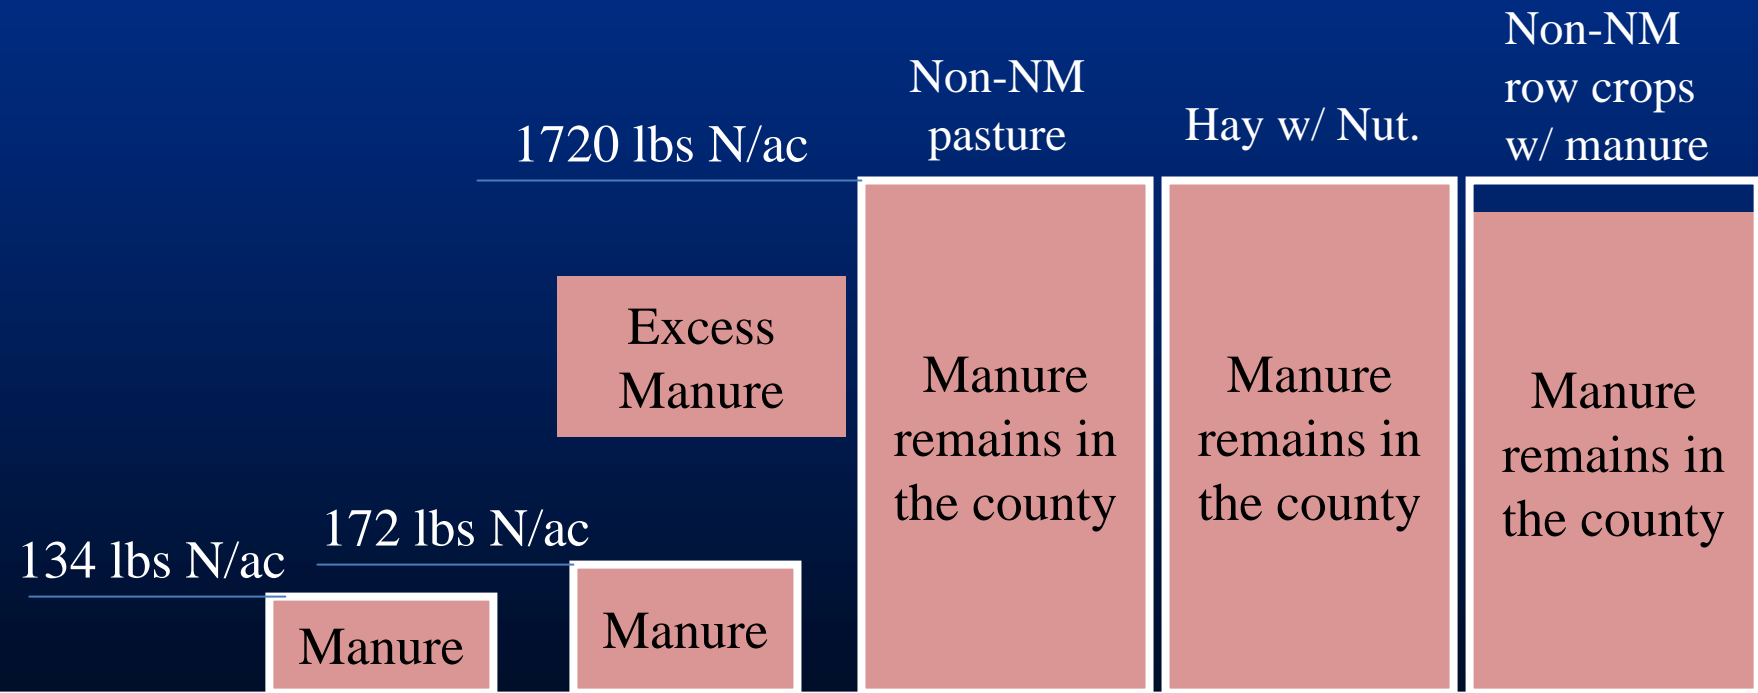 Non-NM
row crops
w/ manure
Non-NM
pasture
Hay w/ Nut.
1720 lbs N/ac
Excess
Manure
Manure
remains in
the county
Manure
remains in
the county
Manure
remains in
the county
172 lbs N/ac
134 lbs N/ac
Manure
Manure